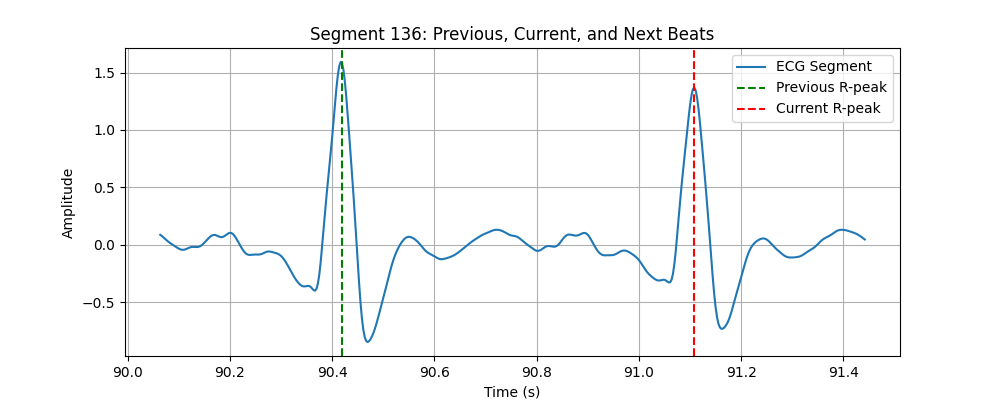 Segment 136: Previous, Current, and Next Beats
ECG Segment
Previous R-peak
Current R-peak
1.5
1.0
0.5
0.0
−0.5
Amplitude
90.0 90.2 90.4 90.6 90.8 91.0 91.2 91.4
Time (s)